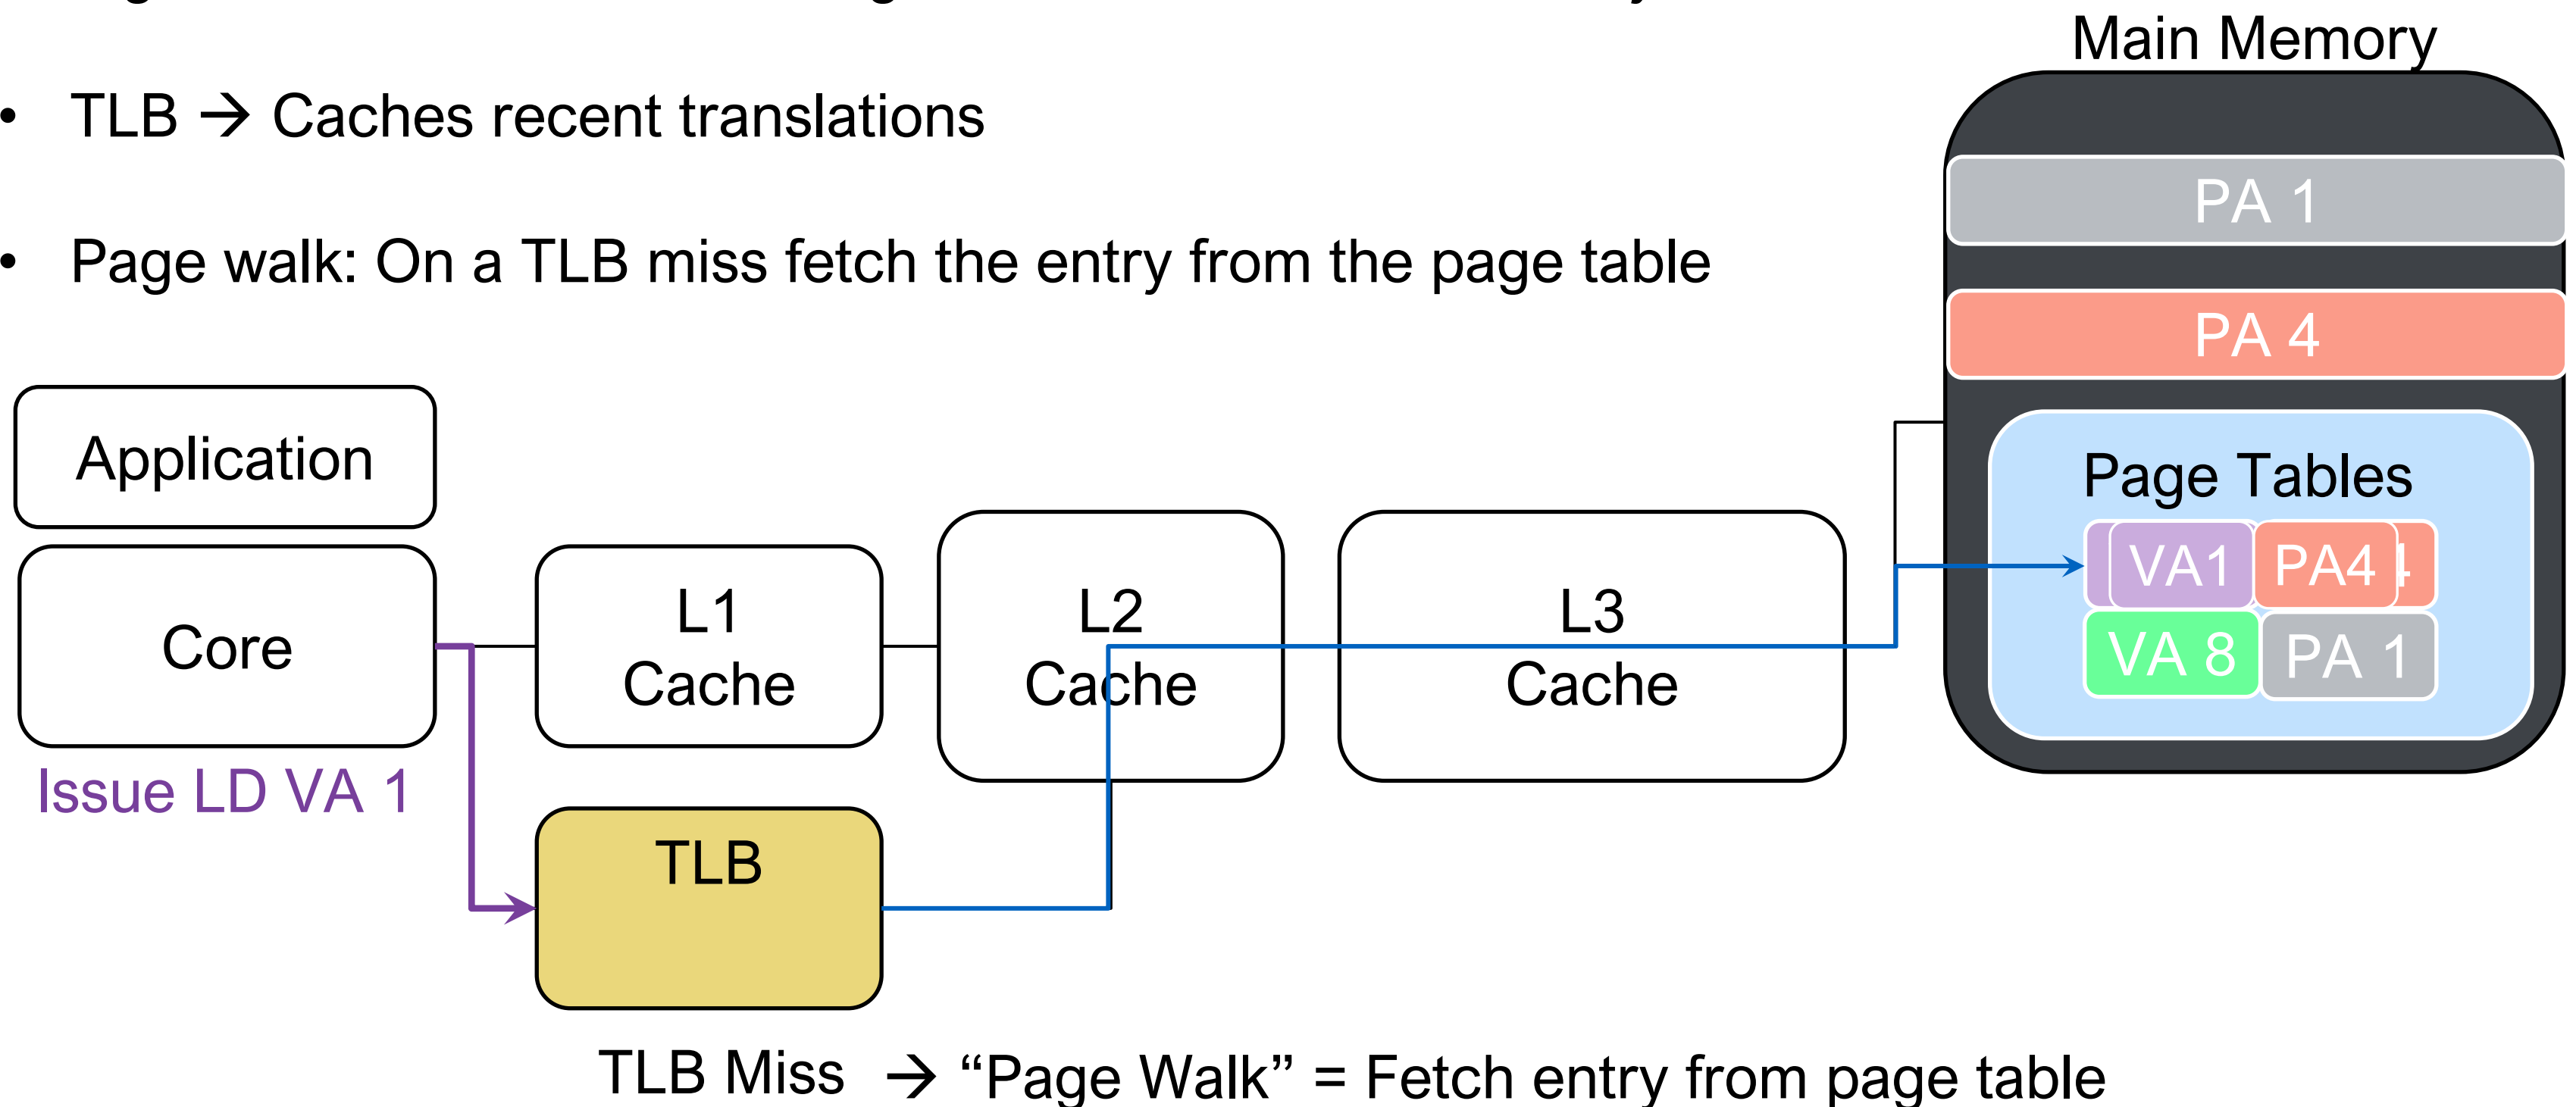 Main Memory
• TLB → Caches recent translations
• Page walk: On a TLB miss fetch the entry from the page table
PA 1
PA 4
Application
Core
L1
Cache
L2
Cache
L3
Cache
Page Tables
VA1 PA4
VA 8 PA 1
Issue LD VA 1
TLB
TLB Miss → “Page Walk” = Fetch entry from page table